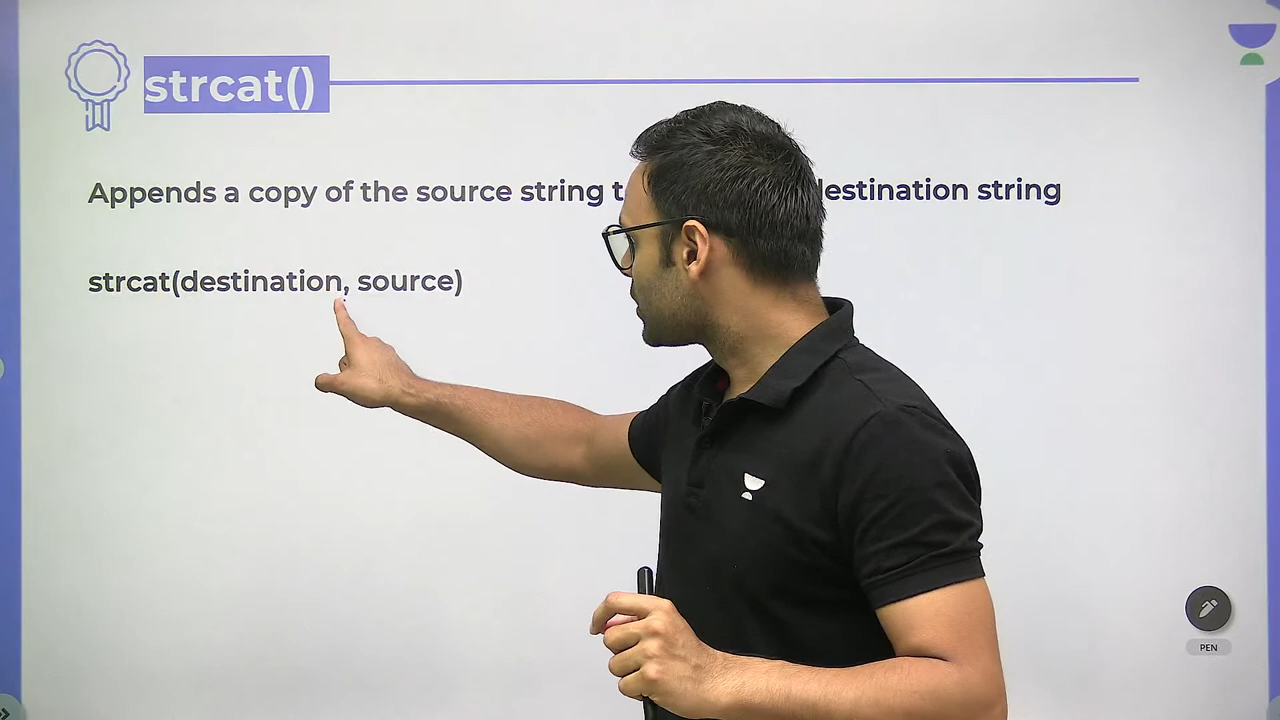 strcat()
Appends a copy of the source string destination string
strcat(destination, source)
PEN